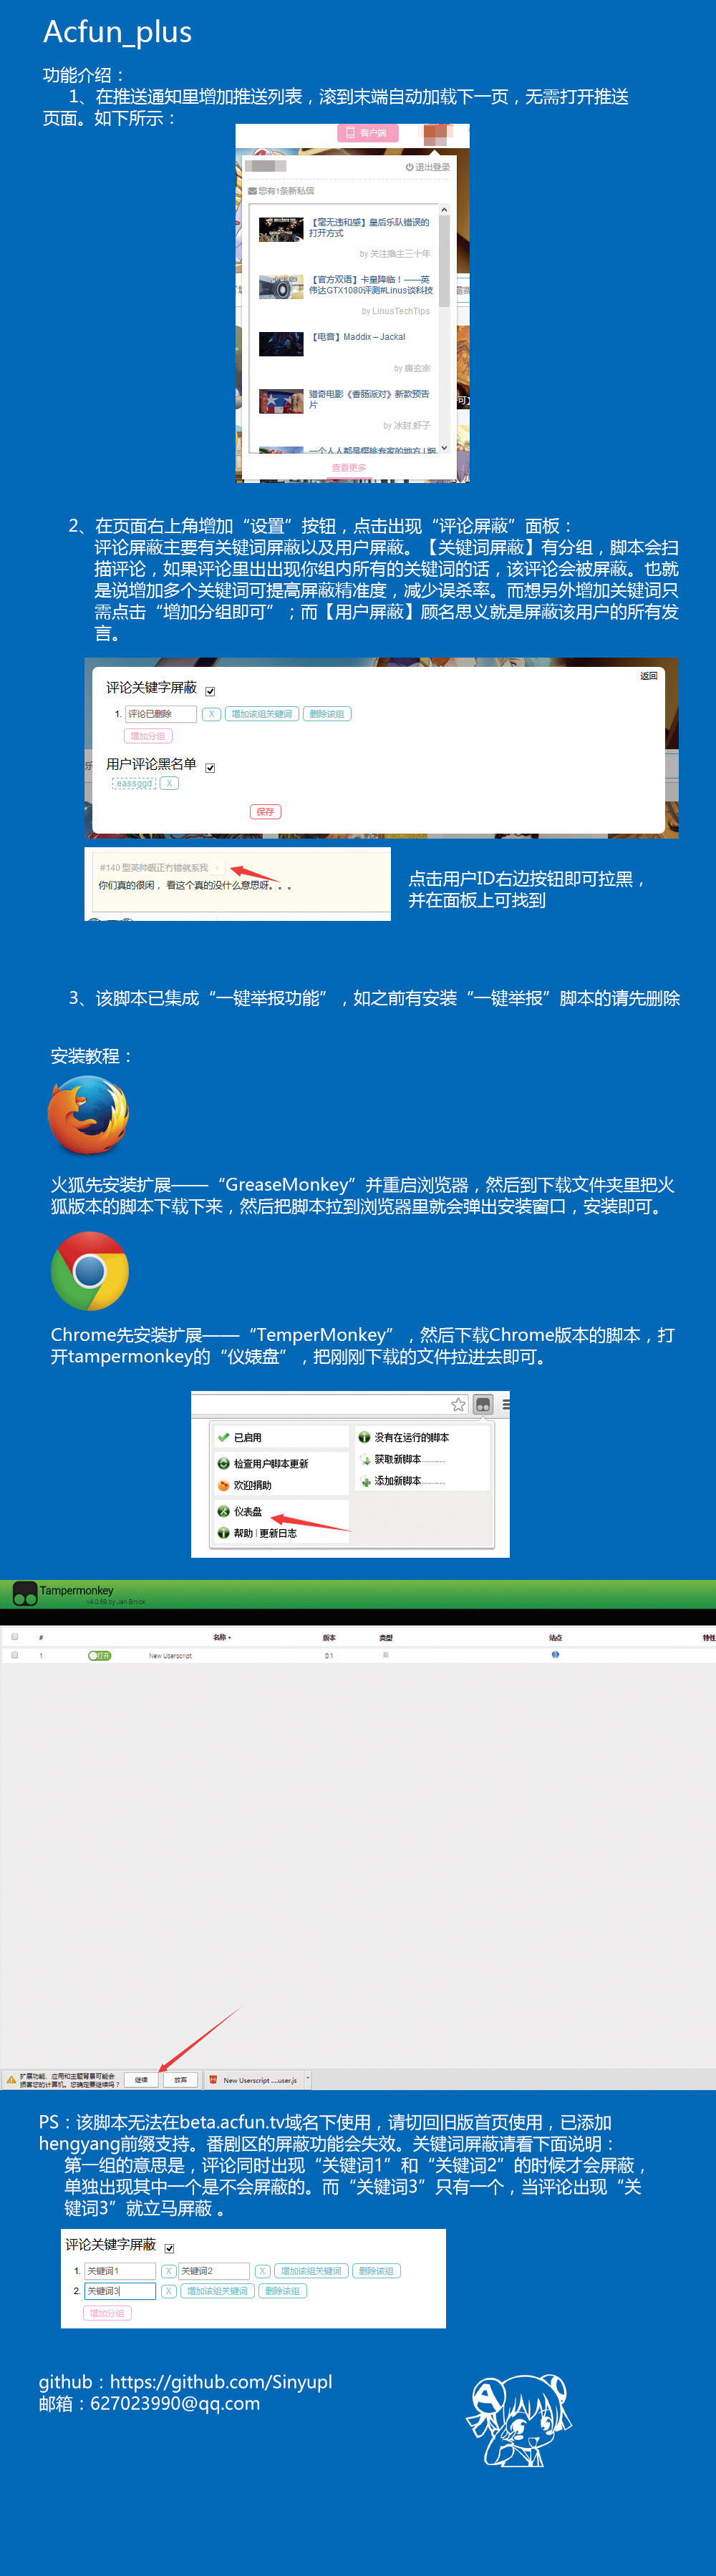 Acfun_plus
功能介绍：
1、在推送通知里增加推送列表，滚到末端自动加载下一页，无需打开推送
页面。如下所示：
客户端
退出登录
您有1条新私信
【毫无违和感】皇后乐队错误的
打开方式
by 关注撸主三十年
【官方双语】卡皇降临！——英
伟达GTX1080评测#Linus谈科技
by LinusTechTips
【电音】Maddix – Jackal
by 唐玄宗
猎奇电影《香肠派对》新款预告
片
by 冰封.虾子
查看更多
2、在页面右上角增加“设置”按钮，点击出现“评论屏蔽”面板：
评论屏蔽主要有关键词屏蔽以及用户屏蔽。【关键词屏蔽】有分组，脚本会扫
描评论，如果评论里出出现你组内所有的关键词的话，该评论会被屏蔽。也就
是说增加多个关键词可提高屏蔽精准度，减少误杀率。而想另外增加关键词只
需点击“增加分组即可”；而【用户屏蔽】顾名思义就是屏蔽该用户的所有发
言。
返回
评论关键字屏蔽
1. 评论已删除 X 增加该组关键词 删除该组
增加分组
用户评论黑名单
eassggd X
保存
#140 型英帅靓正冇错就系我
你们真的很闲，看这个真的没什么意思呀。。。
点击用户ID右边按钮即可拉黑，
并在面板上可找到
3、该脚本已集成“一键举报功能”，如之前有安装“一键举报”脚本的请先删除
安装教程：
火狐先安装扩展——“GreaseMonkey”并重启浏览器，然后到下载文件夹里把火
狐版本的脚本下载下来，然后把脚本拉到浏览器里就会弹出安装窗口，安装即可。
Chrome先安装扩展——“TemperMonkey”，然后下载Chrome版本的脚本，打
开tampermonkey的“仪婊盘”，把刚刚下载的文件拉进去即可。
已启用
检查用户脚本更新
欢迎捐助
仪表盘
帮助 | 更新日志
没有在运行的脚本
获取新脚本............
添加新脚本............
Tampermonkey
v4.0.69 by Jan Biniok
# 名称 版本 类型 站点 特性
1 打开 New Userscript 0.1
扩展功能、应用和主题背景可能会
损害您的计算机。您确定要继续吗？
继续 放弃 New Userscript ....user.js
PS：该脚本无法在beta.acfun.tv域名下使用，请切回旧版首页使用，已添加
hengyang前缀支持。番剧区的屏蔽功能会失效。关键词屏蔽请看下面说明：
第一组的意思是，评论同时出现“关键词1”和“关键词2”的时候才会屏蔽，
单独出现其中一个是不会屏蔽的。而“关键词3”只有一个，当评论出现“关
键词3”就立马屏蔽 。
评论关键字屏蔽
1. 关键词1 X 关键词2 X 增加该组关键词 删除该组
2. 关键词3 X 增加该组关键词 删除该组
增加分组
github：https://github.com/Sinyupl
邮箱：627023990@qq.com